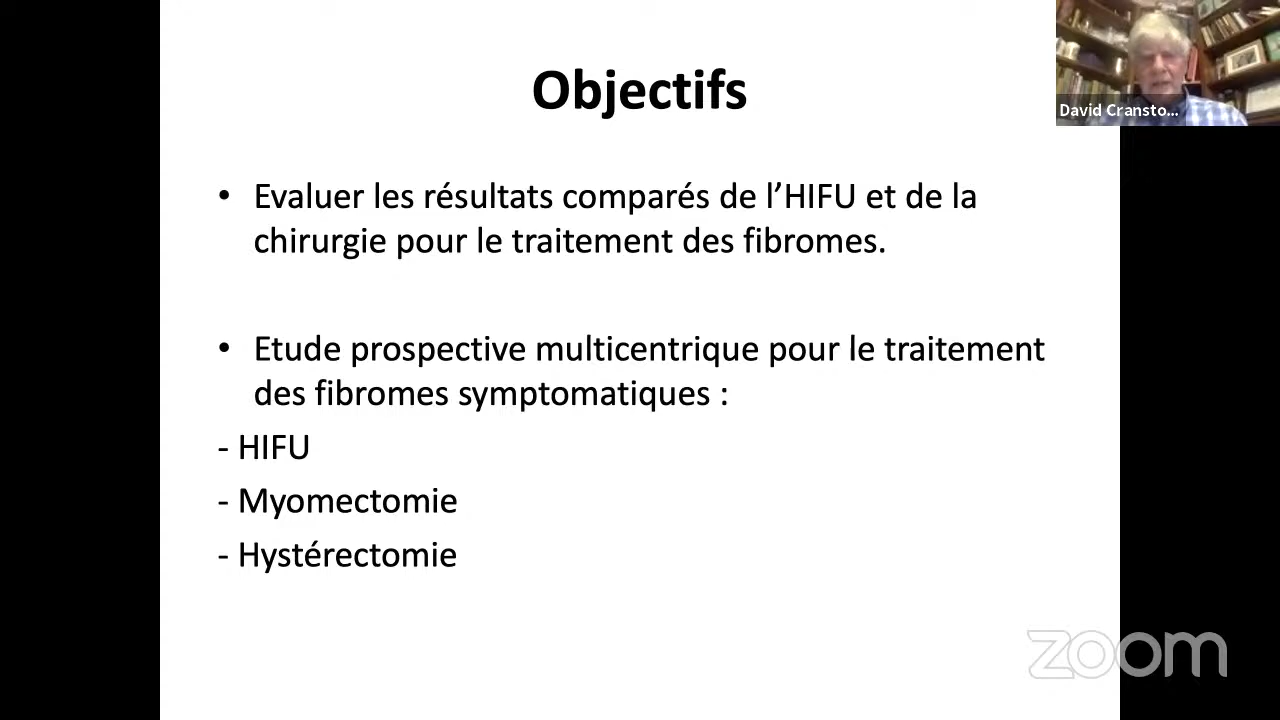 Objectifs
David Cransto...
• Evaluer les résultats comparés de l’HIFU et de la
chirurgie pour le traitement des fibromes.
• Etude prospective multicentrique pour le traitement
des fibromes symptomatiques :
- HIFU
- Myomectomie
- Hystérectomie
zoom